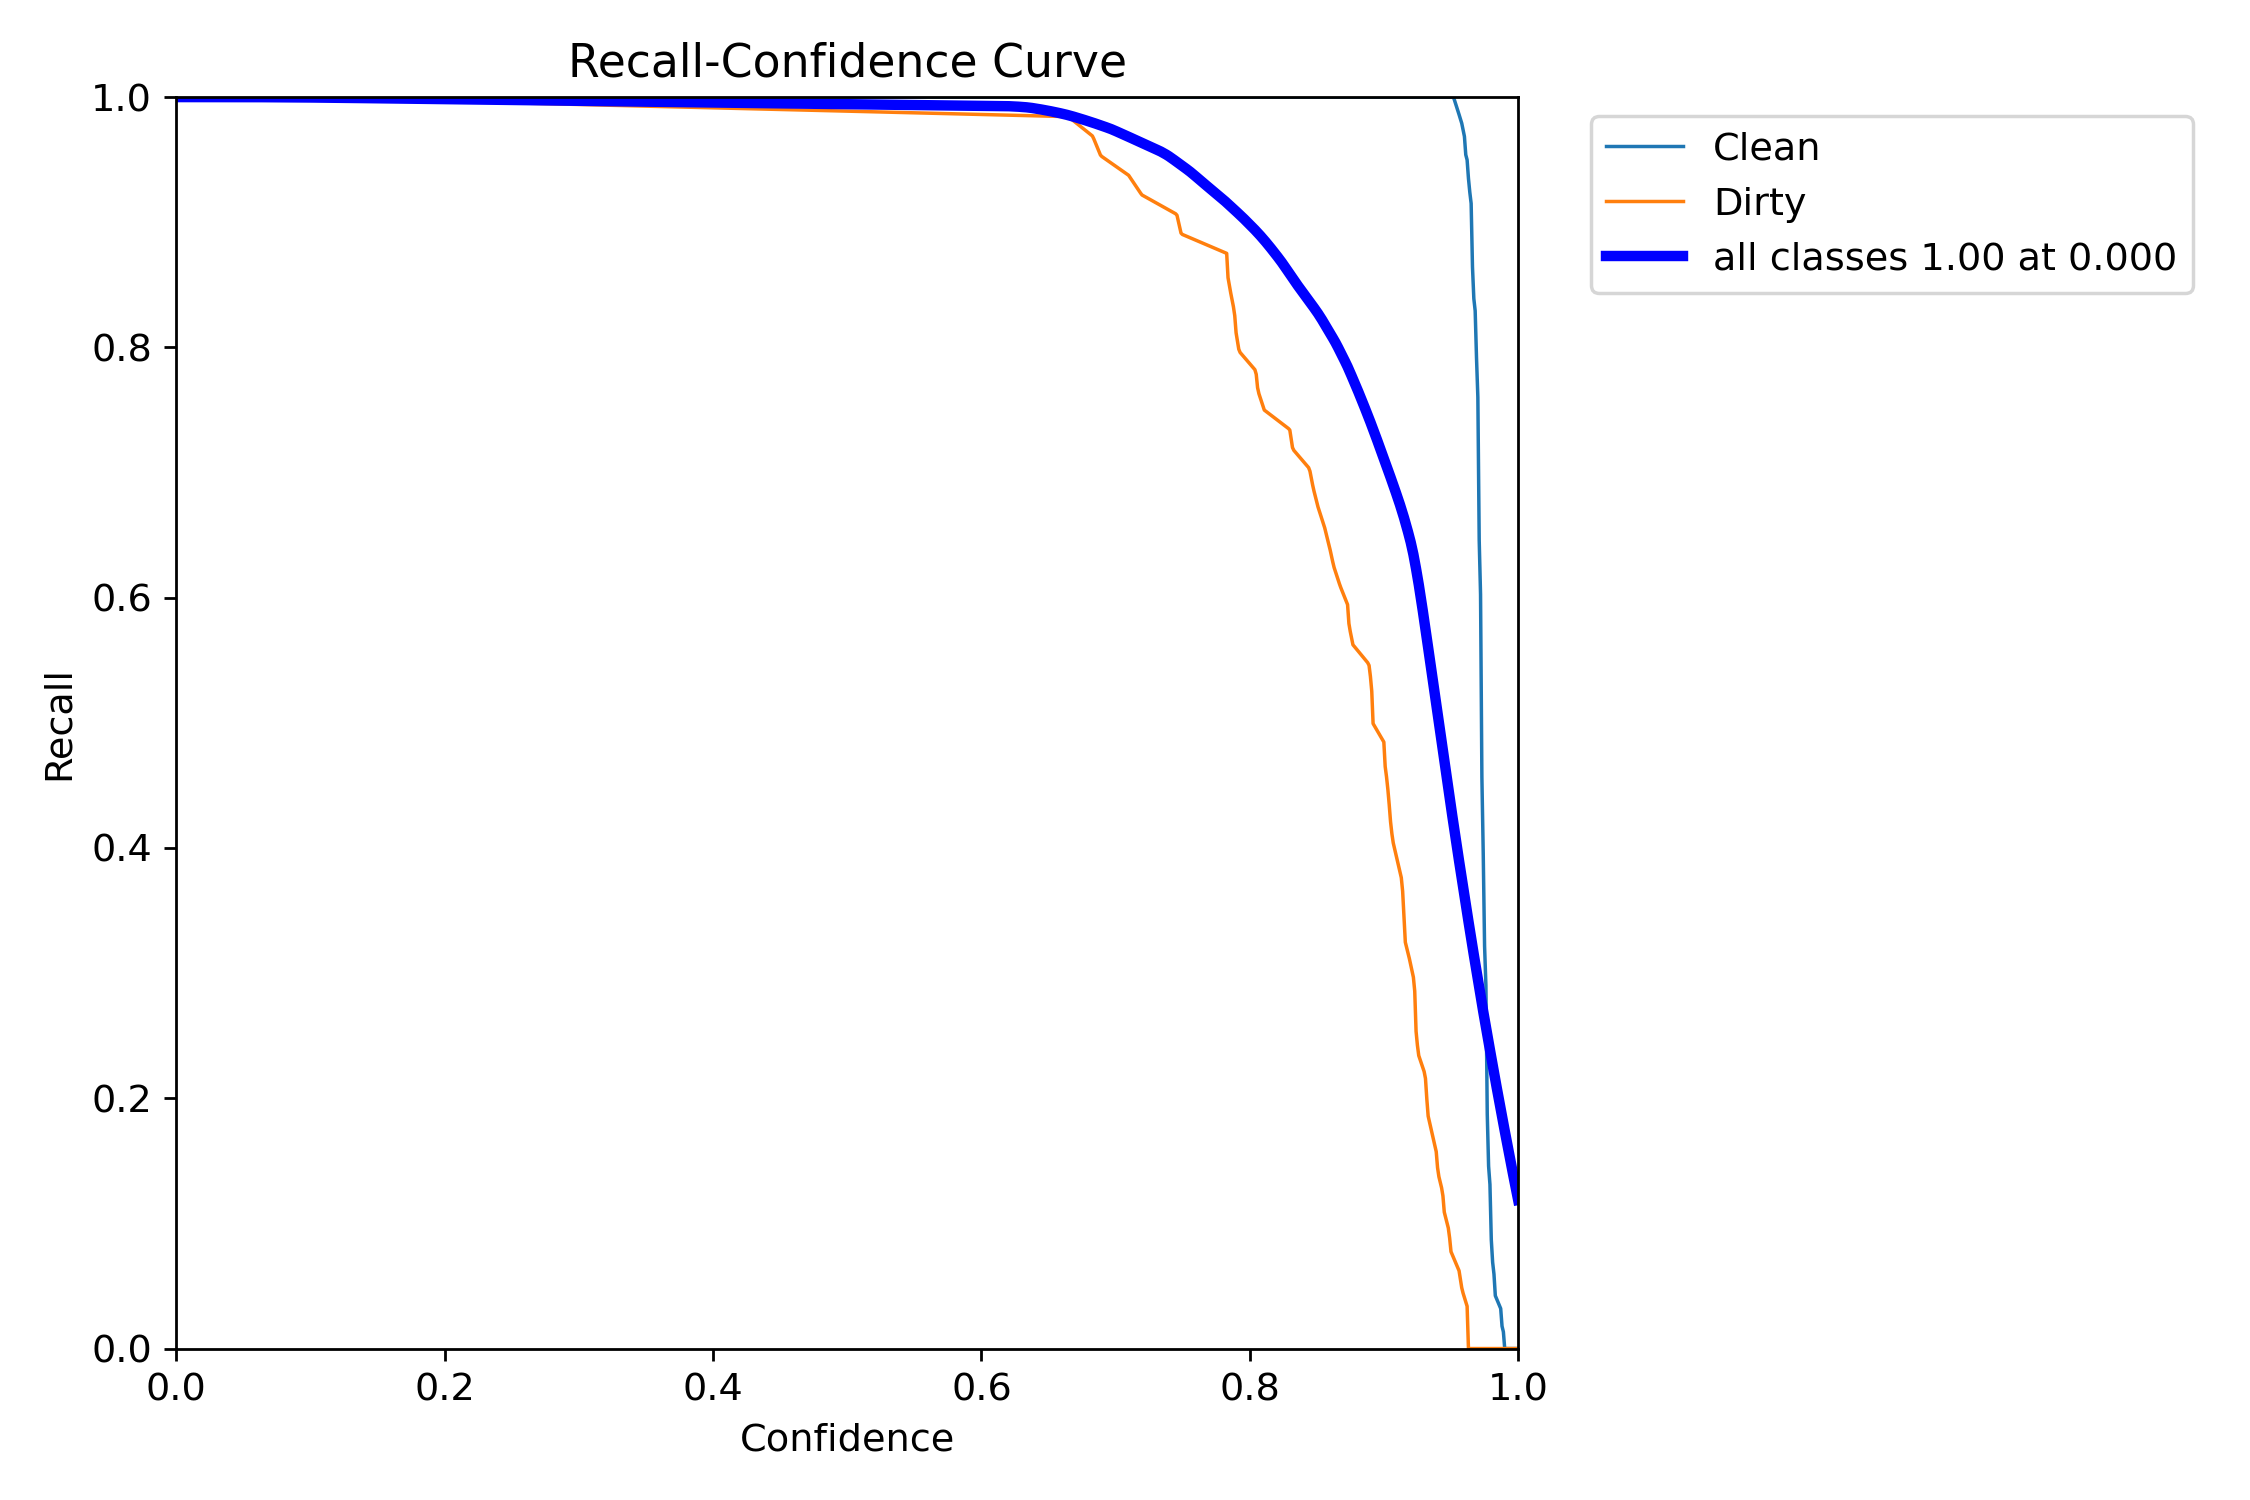 Recall-Confidence Curve
1.0
0.8
0.6
0.4
0.2
0.0
Recall
0.0 0.2 0.4 0.6 0.8 1.0
Confidence
Clean
Dirty
all classes 1.00 at 0.000